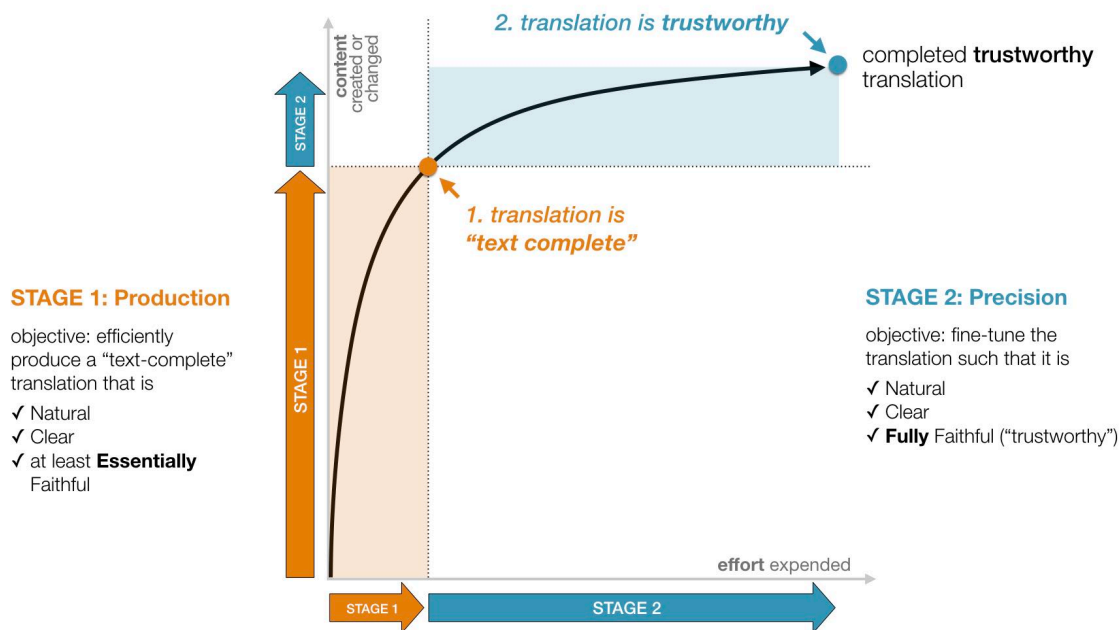 2. translation is trustworthy
completed trustworthy
translation
content
created or
changed
STAGE 2
1. translation is
“text complete”
STAGE 1: Production
objective: efficiently
produce a “text-complete”
translation that is
✓ Natural
✓ Clear
✓ at least Essentially
Faithful
STAGE 1
STAGE 2: Precision
objective: fine-tune the
translation such that it is
✓ Natural
✓ Clear
✓ Fully Faithful (“trustworthy”)
effort expended
STAGE 1
STAGE 2